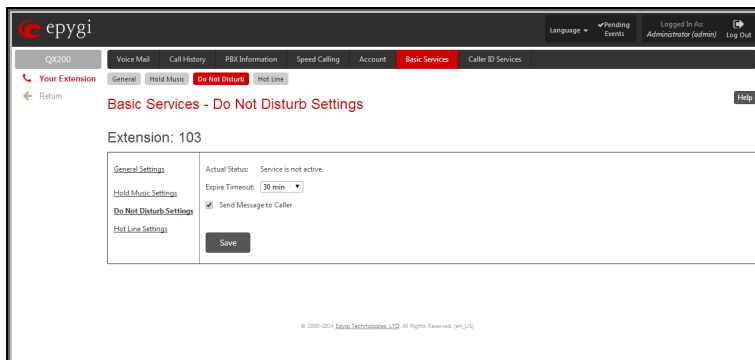 epygi
Language
Pending Events
Logged In As:
Administrator (admin)
Log Out
QX200
Voice Mail
Call History
PBX Information
Speed Calling
Account
Basic Services
Caller ID Services
Your Extension
Return
General
Hold Music
Do Not Disturb
Hot Line
Basic Services - Do Not Disturb Settings
Help
Extension: 103
General Settings
Hold Music Settings
Do Not Disturb Settings
Hot Line Settings
Actual Status: Service is not active
Expire Timeout: 30 min
Send Message to Caller
Save
© 2000-2014 Epygi Technologies, LTD. All Rights Reserved. (en_US)